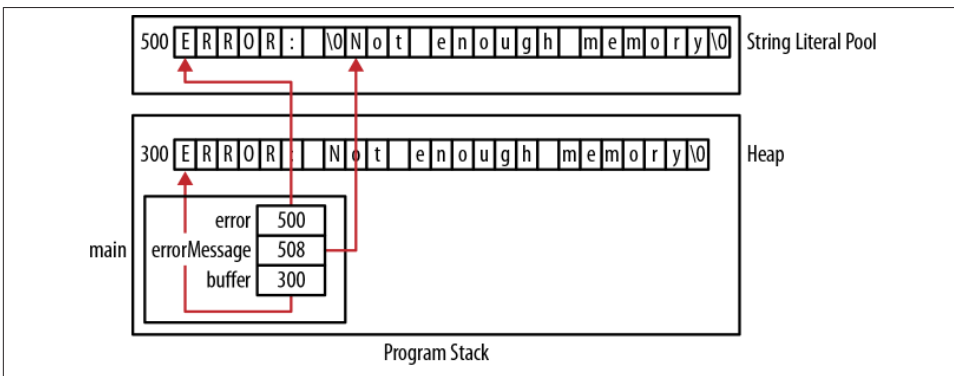 500 E R R O R : \0 N o t e n o u g h m e m o r y \0 String Literal Pool
300 E R R O R : N o t e n o u g h m e m o r y \0 Heap
error 500
main errorMessage 508
buffer 300
Program Stack